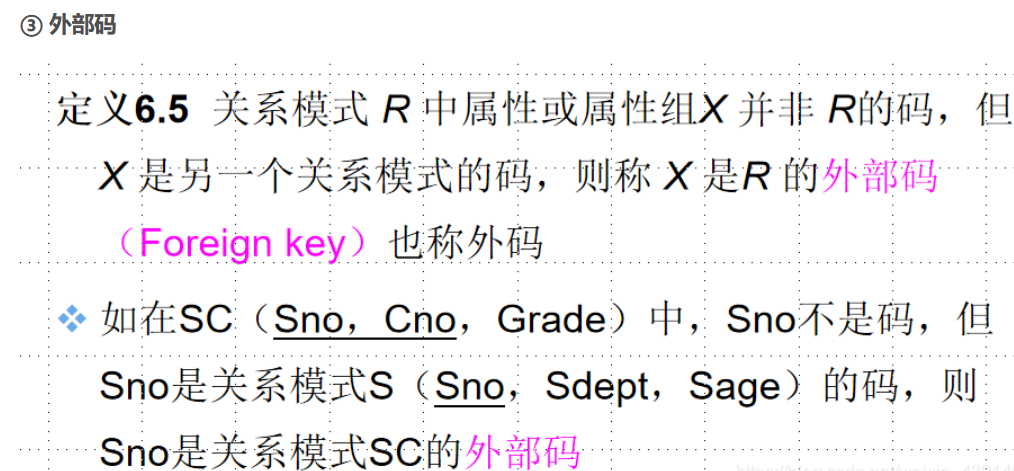 ③ 外部码
定义6.5 关系模式 R 中属性或属性组X 并非 R的码，但
X 是另一个关系模式的码，则称 X 是R 的外部码
（Foreign key）也称外码
如在SC（Sno，Cno，Grade）中，Sno不是码，但
Sno是关系模式S（Sno，Sdept，Sage）的码，则
Sno是关系模式SC的外部码